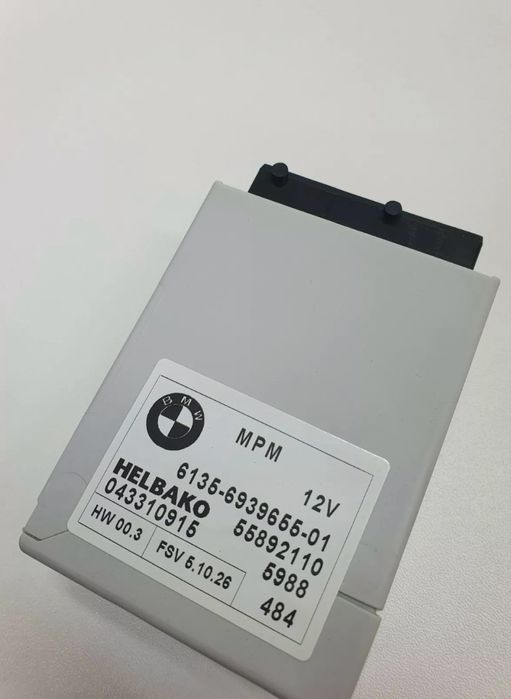 BMW
MPM 12V
6135-6939655-01
HELBAKO 55892110
043310915 5988
HW 00.3 FSV 5.10.26 484